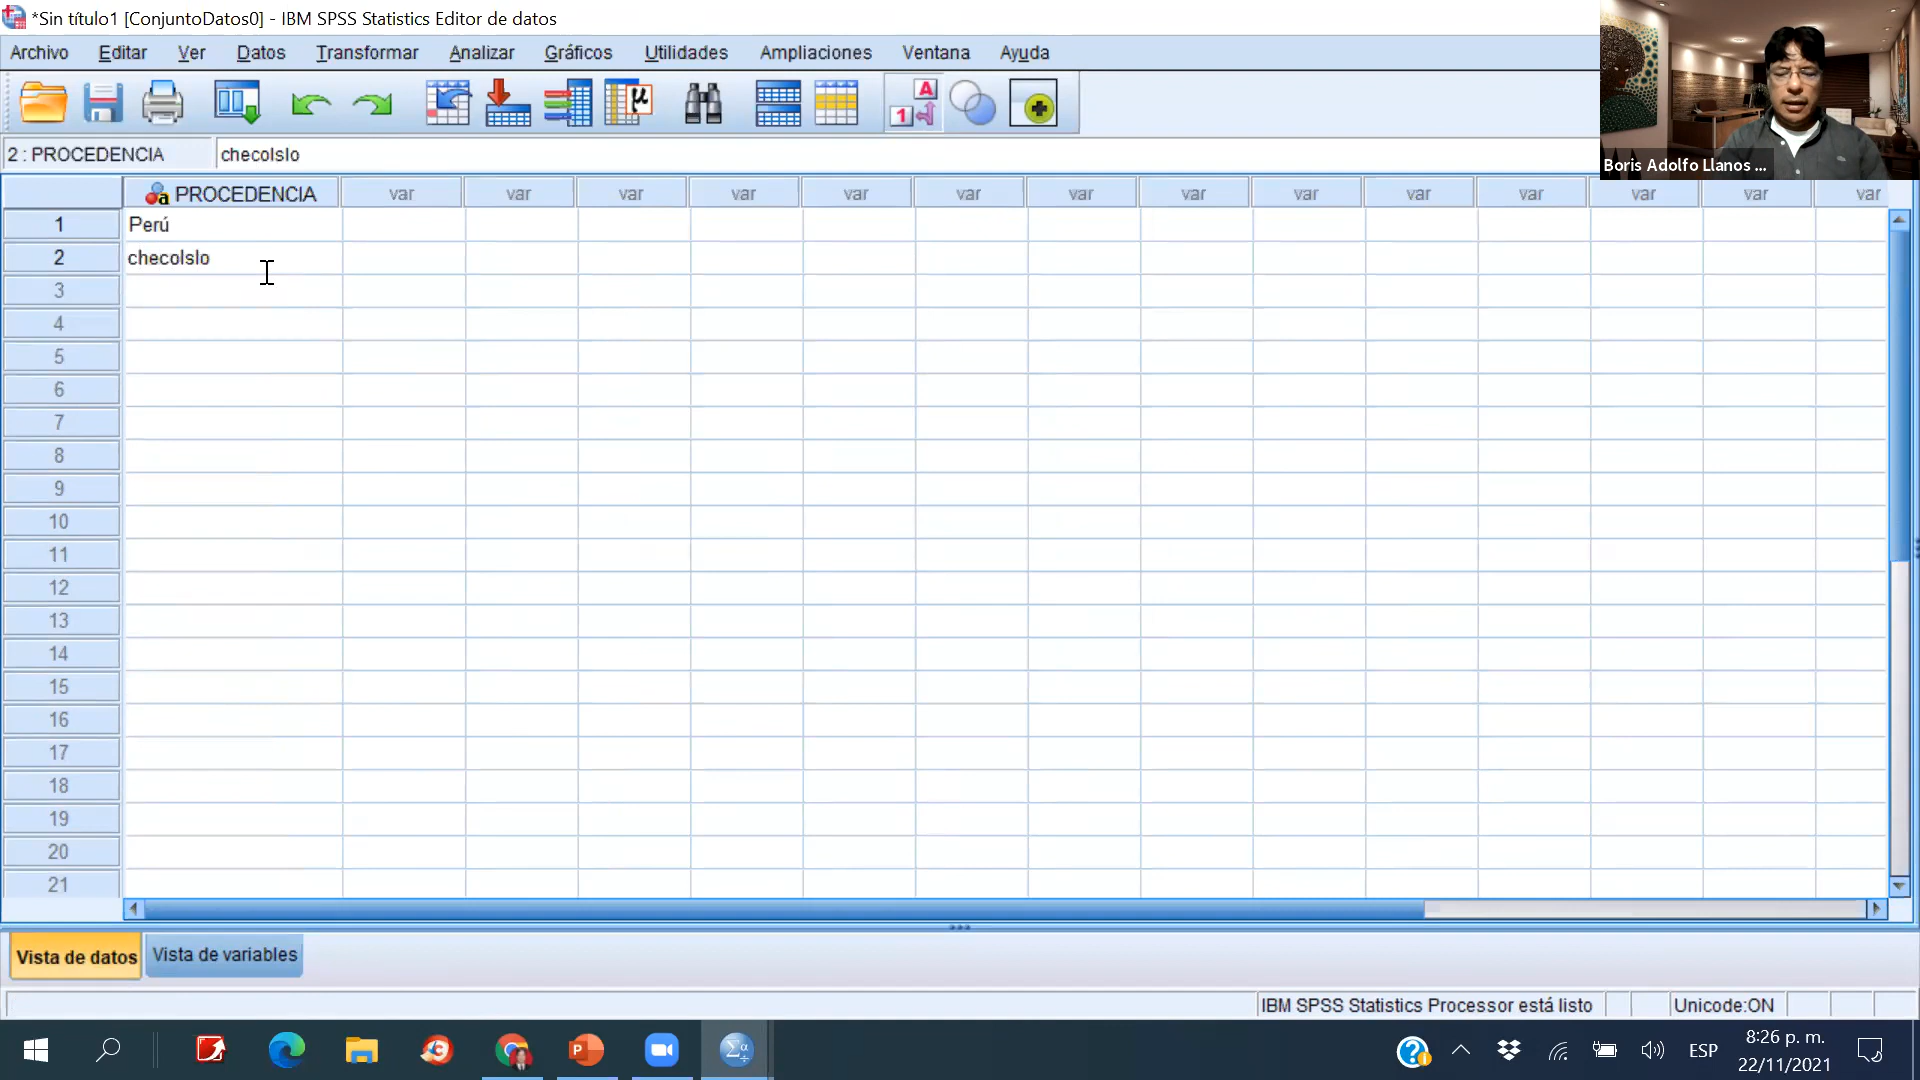 *Sin título1 [ConjuntoDatos0] - IBM SPSS Statistics Editor de datos
Archivo Editar Ver Datos Transformar Analizar Gráficos Utilidades Ampliaciones Ventana Ayuda
2 : PROCEDENCIA checolslo
Boris Adolfo Llanos ...
PROCEDENCIA var var var var var var var var var var var var var var
1 Perú
2 checolslo
3
4
5
6
7
8
9
10
11
12
13
14
15
16
17
18
19
20
21
Vista de datos Vista de variables
IBM SPSS Statistics Processor está listo Unicode:ON
ESP 8:26 p. m.
22/11/2021